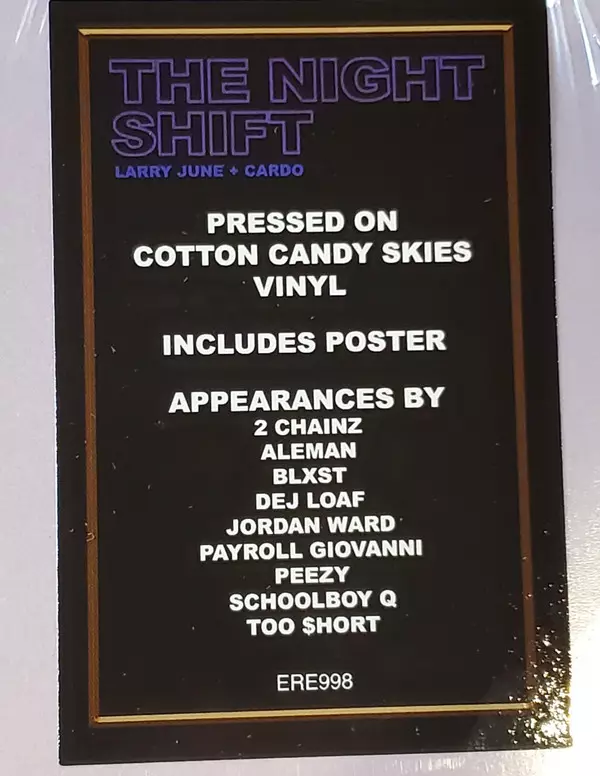 THE NIGHT
SHIFT
LARRY JUNE + CARDO
PRESSED ON
COTTON CANDY SKIES
VINYL
INCLUDES POSTER
APPEARANCES BY
2 CHAINZ
ALEMAN
BLXST
DEJ LOAF
JORDAN WARD
PAYROLL GIOVANNI
PEEZY
SCHOOLBOY Q
TOO $HORT
ERE998